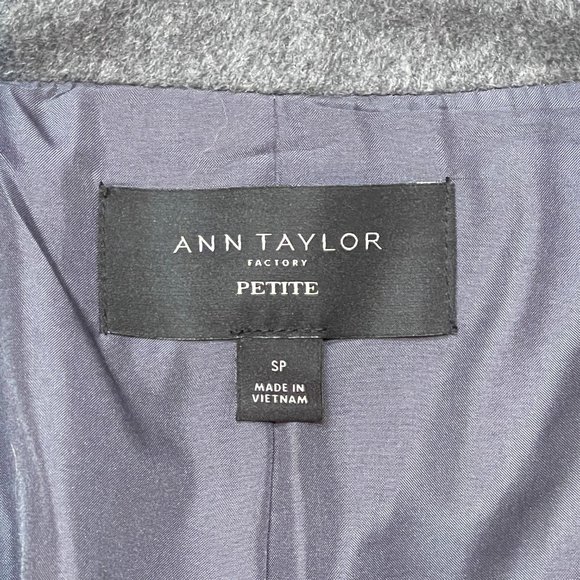 ANN TAYLOR
FACTORY
PETITE
SP
MADE IN
VIETNAM